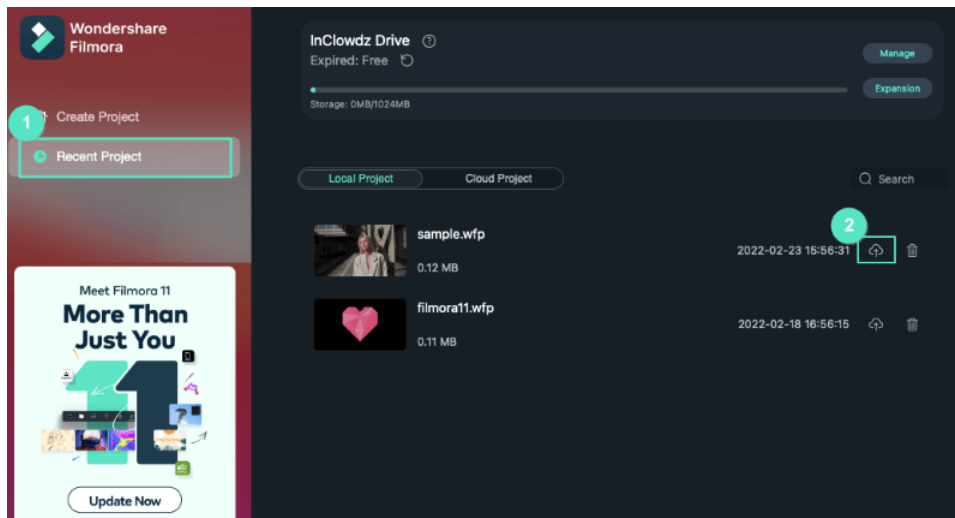 Wondershare
Filmora
1
Create Project
Recent Project
Meet Filmora 11
More Than
Just You
11
Update Now
InClowdz Drive
Expired: Free
Manage
Expansion
Storage: 0MB/1024MB
Local Project
Cloud Project
Search
2
sample.wfp
0.12 MB
2022-02-23 15:56:31
filmora11.wfp
0.11 MB
2022-02-18 16:56:15